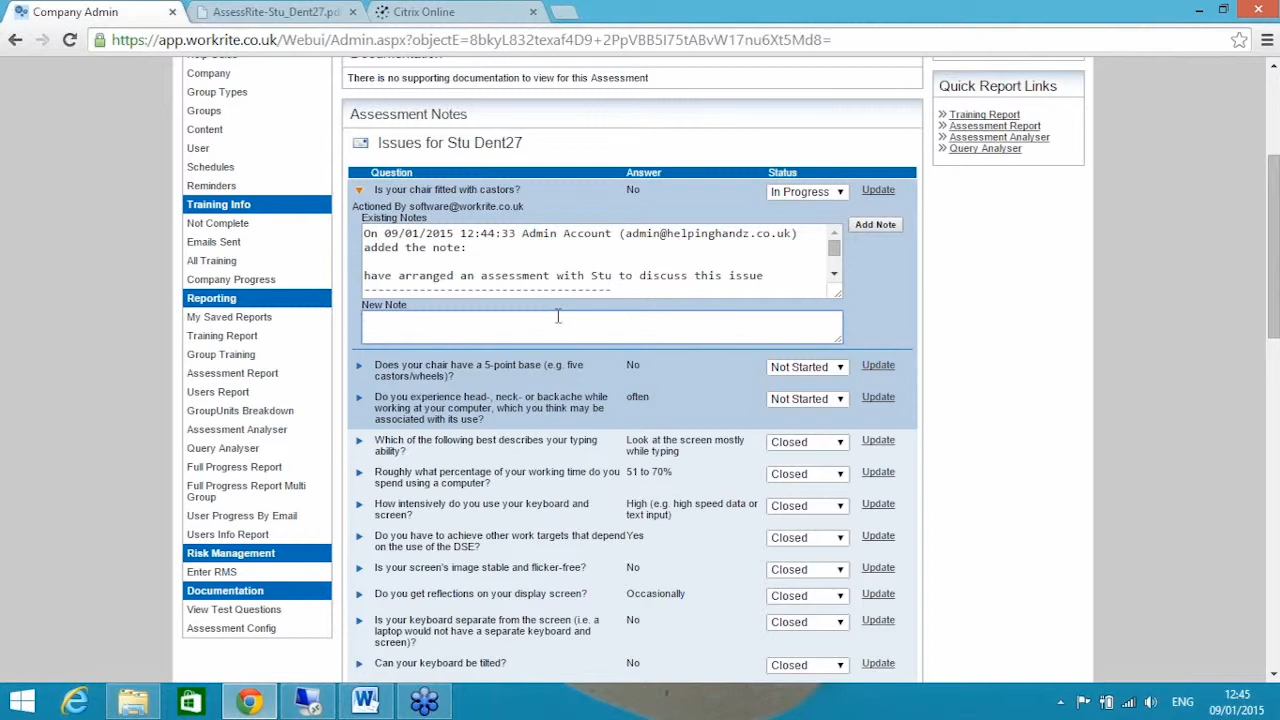 Company Admin
AssessRite-Stu_Dent27.pd
Citrix Online
https://app.workrite.co.uk/Webui/Admin.aspx?objectE=8bkyL832texaf4D9+2PpVBB5I75tABvW17nu6Xt5Md8=
Company
Group Types
Groups
Content
User
Schedules
Reminders
Training Info
Not Complete
Emails Sent
All Training
Company Progress
Reporting
My Saved Reports
Training Report
Group Training
Assessment Report
Users Report
GroupUnits Breakdown
Assessment Analyser
Query Analyser
Full Progress Report
Full Progress Report Multi
Group
User Progress By Email
Users Info Report
Risk Management
Enter RMS
Documentation
View Test Questions
Assessment Config
There is no supporting documentation to view for this Assessment
Assessment Notes
Issues for Stu Dent27
Question Answer Status
Is your chair fitted with castors? No In Progress Update
Actioned By software@workrite.co.uk
Existing Notes
On 09/01/2015 12:44:33 Admin Account (admin@helpinghandz.co.uk)
added the note:
have arranged an assessment with Stu to discuss this issue
---------------------------------
Add Note
New Note
Does your chair have a 5-point base (e.g. five No Not Started Update
castors/wheels)?
Do you experience head-, neck- or backache while often Not Started Update
working at your computer, which you think may be
associated with its use?
Which of the following best describes your typing Look at the screen mostly Closed Update
ability? while typing
Roughly what percentage of your working time do you 51 to 70% Closed Update
spend using a computer?
How intensively do you use your keyboard and High (e.g. high speed data or Closed Update
screen? text input)
Do you have to achieve other work targets that depend Yes Closed Update
on the use of the DSE?
Is your screen's image stable and flicker-free? No Closed Update
Do you get reflections on your display screen? Occasionally Closed Update
Is your keyboard separate from the screen (i.e. a No Closed Update
laptop would not have a separate keyboard and
screen)?
Can your keyboard be tilted? No Closed Update
Quick Report Links
Training Report
Assessment Report
Assessment Analyser
Query Analyser
ENG
12:45
09/01/2015